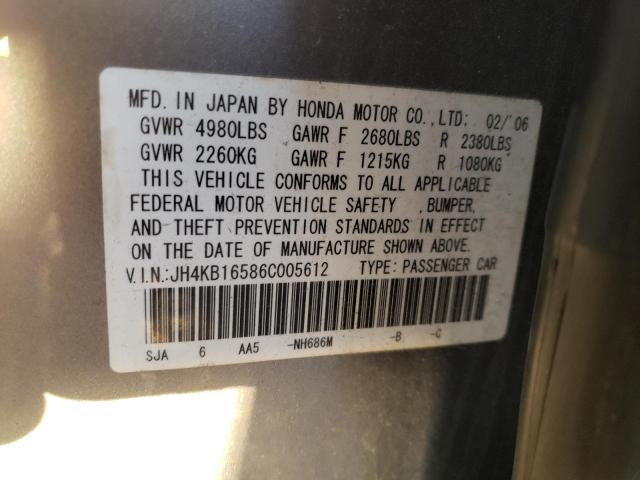 MFD. IN JAPAN BY HONDA MOTOR CO.,LTD: 02/'06
GVWR 4980LBS GAWR F 2680LBS R 2380LBS
GVWR 2260KG GAWR F 1215KG R 1080KG
THIS VEHICLE CONFORMS TO ALL APPLICABLE
FEDERAL MOTOR VEHICLE SAFETY ,BUMPER,
AND THEFT PREVENTION STANDARDS IN EFFECT
ON THE DATE OF MANUFACTURE SHOWN ABOVE.
V.I.N.:JH4KB16586C005612 TYPE: PASSENGER CAR
SJA 6 AA5 -NH686M -B -C